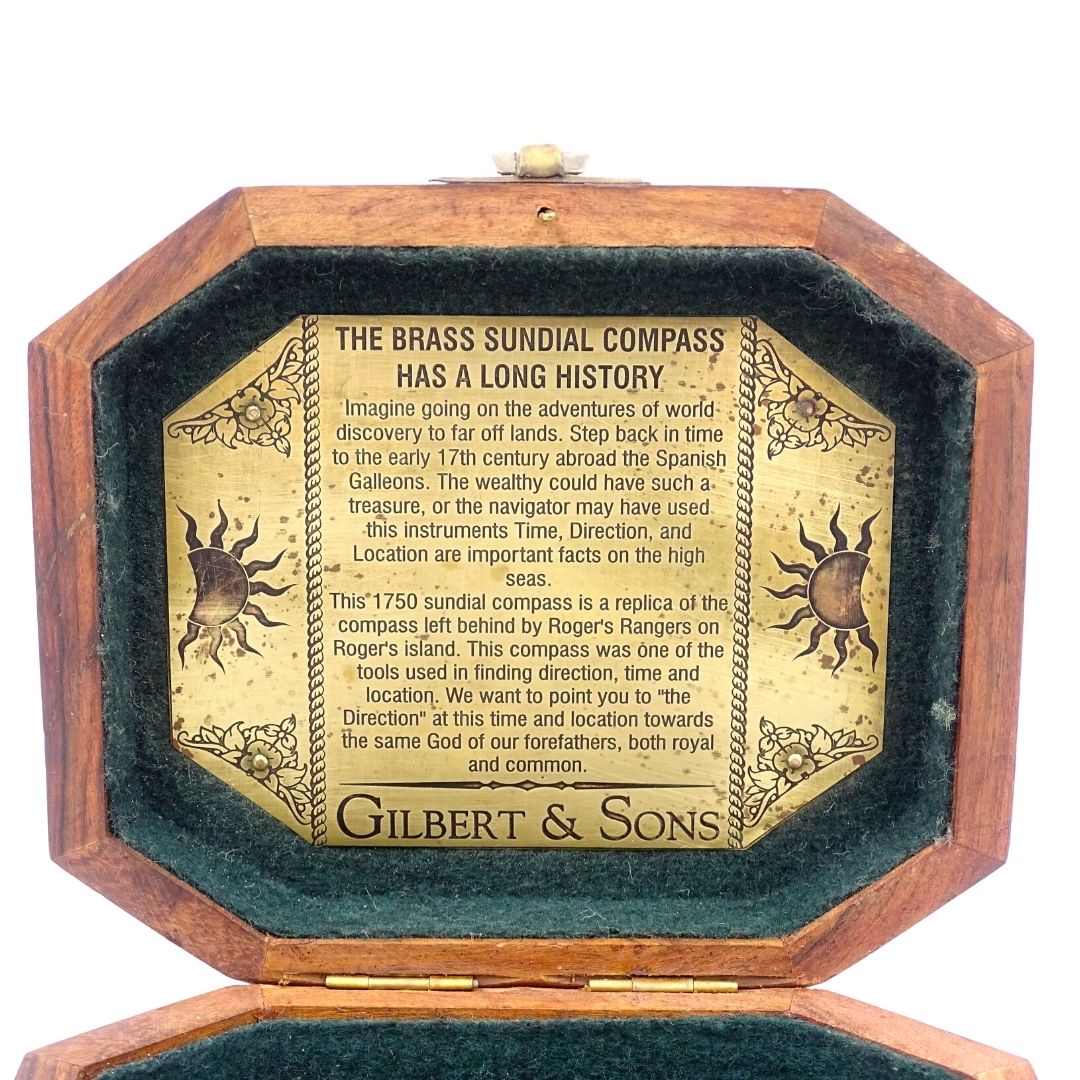 THE BRASS SUNDIAL COMPASS
HAS A LONG HISTORY
Imagine going on the adventures of world
discovery to far off lands. Step back in time
to the early 17th century abroad the Spanish
Galleons. The wealthy could have such a
treasure, or the navigator may have used
this instruments Time, Direction, and
Location are important facts on the high
seas.
This 1750 sundial compass is a replica of the
compass left behind by Roger's Rangers on
Roger's island. This compass was one of the
tools used in finding direction, time and
location. We want to point you to "the
Direction" at this time and location towards
the same God of our forefathers, both royal
and common.
GILBERT & SONS